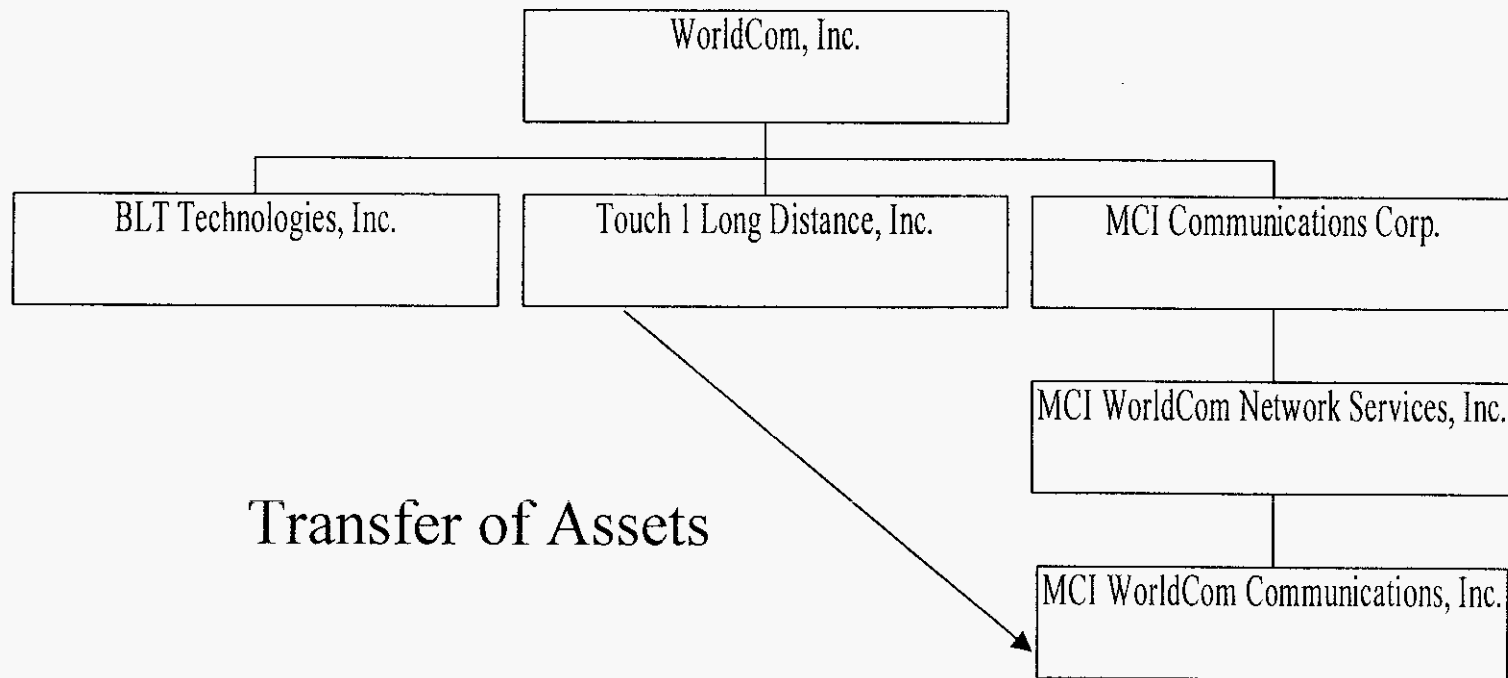 WorldCom, Inc.
BLT Technologies, Inc.
Touch 1 Long Distance, Inc.
MCI Communications Corp.
MCI WorldCom Network Services, Inc.
Transfer of Assets
MCI WorldCom Communications, Inc.